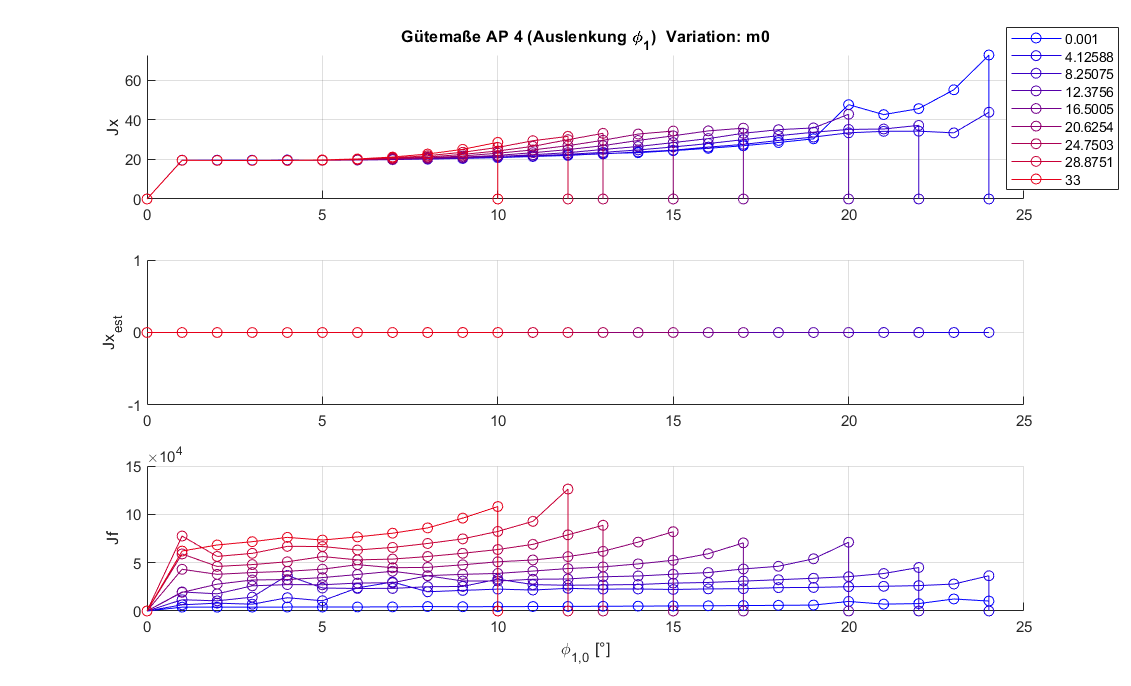 Gütemaße AP 4 (Auslenkung ϕ₁) Variation: m0
Jx
60
40
20
0
0 5 10 15 20 25
0.001
4.12588
8.25075
12.3756
16.5005
20.6254
24.7503
28.8751
33
Jx_est
1
0
-1
0 5 10 15 20 25
×10⁴
Jf
15
10
5
0
0 5 10 15 20 25
ϕ₁,₀ [°]